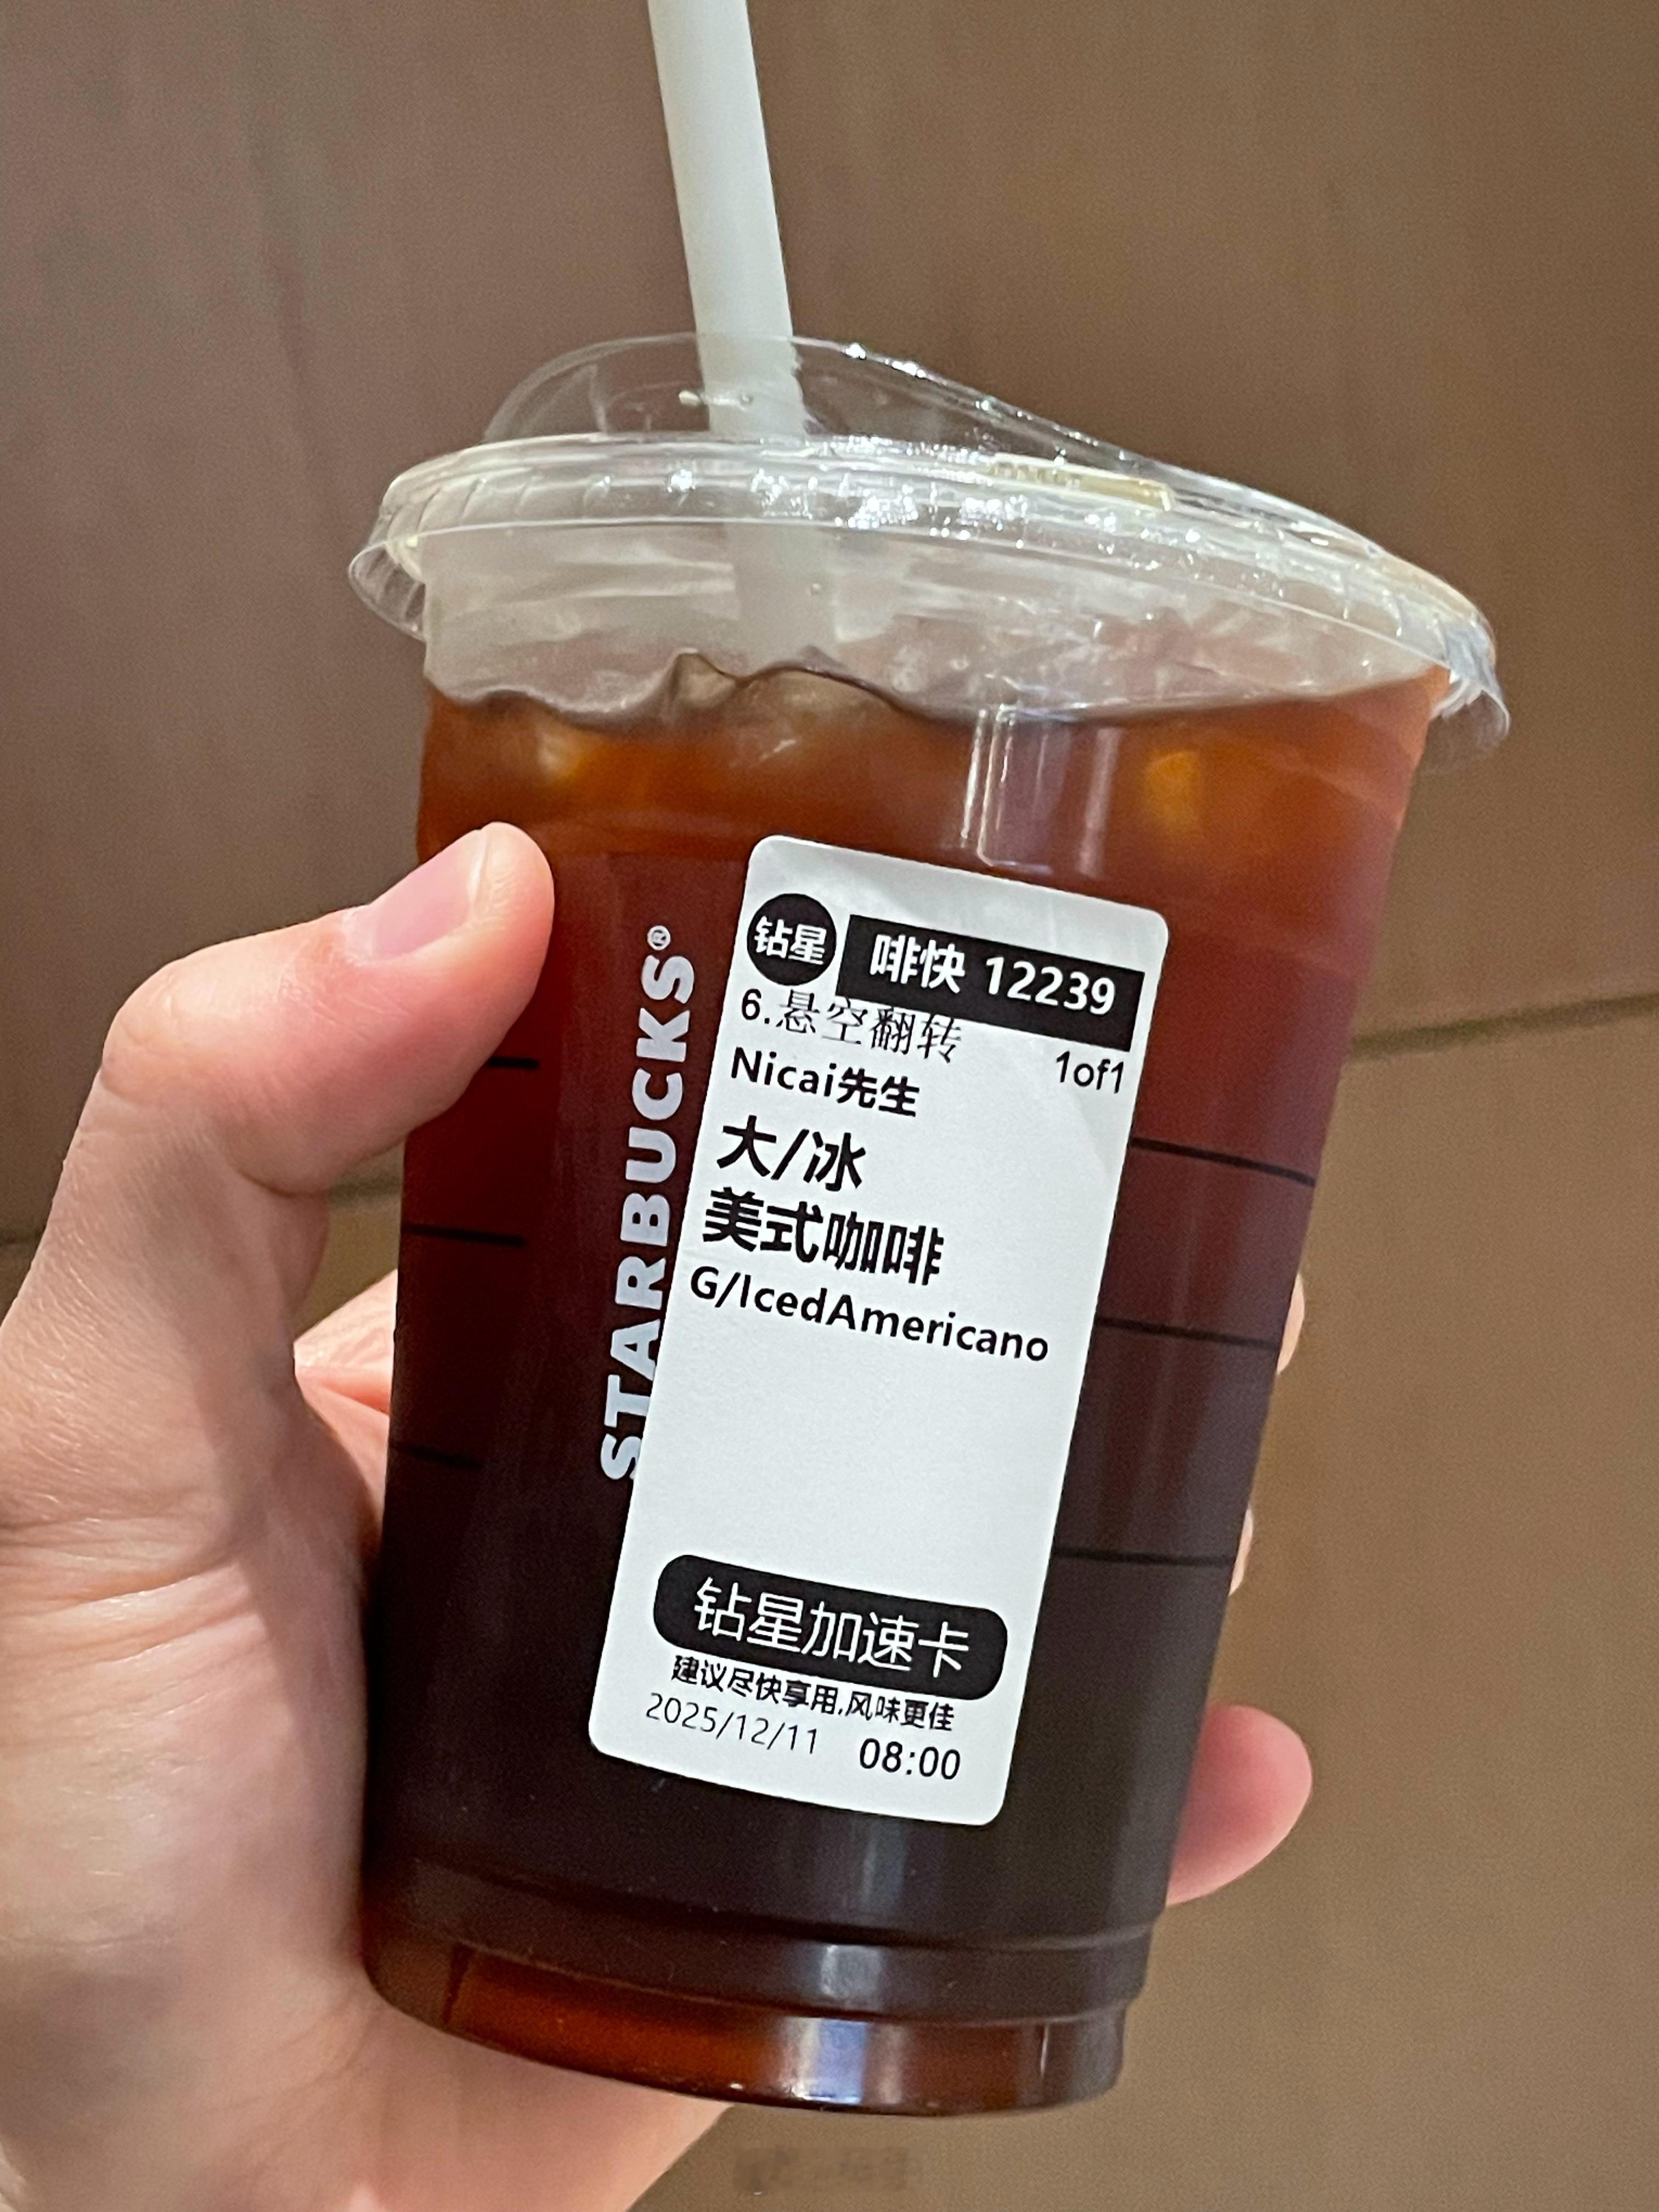 STARBUCKS®
钻星
啡快 12239
6.悬空翻转
1of1
Nicai先生
大/冰
美式咖啡
G/IcedAmericano
钻星加速卡
建议尽快享用,风味更佳
2025/12/11 08:00